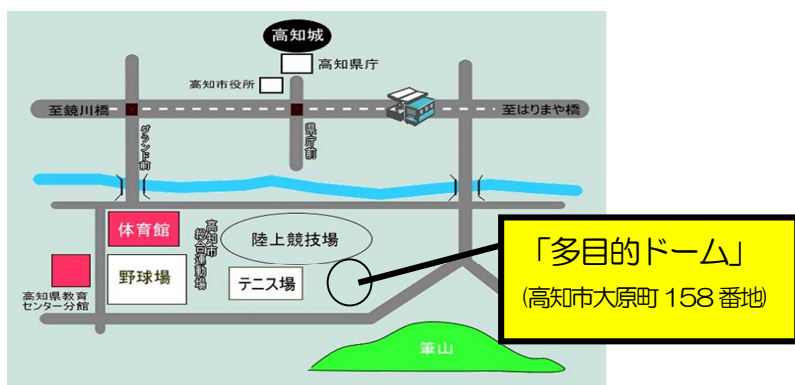 高知城
高知県庁
高知市役所
至鏡川橋
至はりまや橋
グランド前
県庁前
体育館
高知市
総合運動場
陸上競技場
野球場
テニス場
高知県教育
センター分館
「多目的ドーム」
(高知市大原町158番地)
筆山